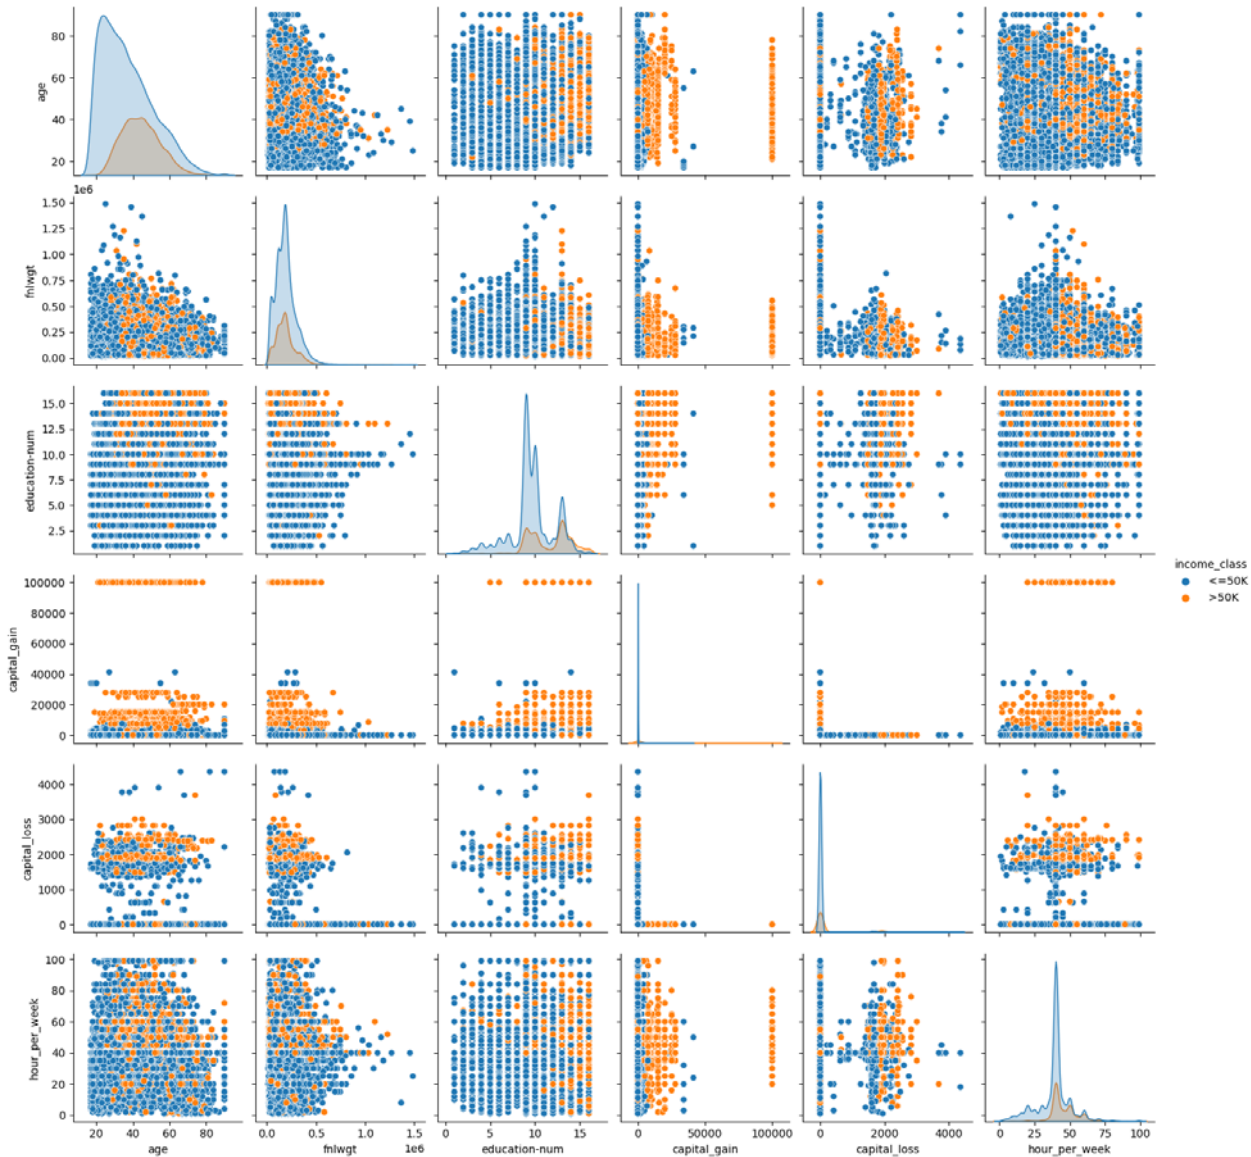 80
60
40
20
age
1e6
1.50
1.25
1.00
0.75
0.50
0.25
0.00
fnlwgt
15.0
12.5
10.0
7.5
5.0
2.5
education-num
income_class
<=50K
>50K
100000
80000
60000
40000
20000
0
capital_gain
4000
3000
2000
1000
0
capital_loss
100
80
60
40
20
0
hour_per_week
20 40 60 80
age
0.0 0.5 1.0 1.5
1e6
fnlwgt
0 5 10 15
education-num
0 50000 100000
capital_gain
0 2000 4000
capital_loss
0 25 50 75 100
hour_per_week